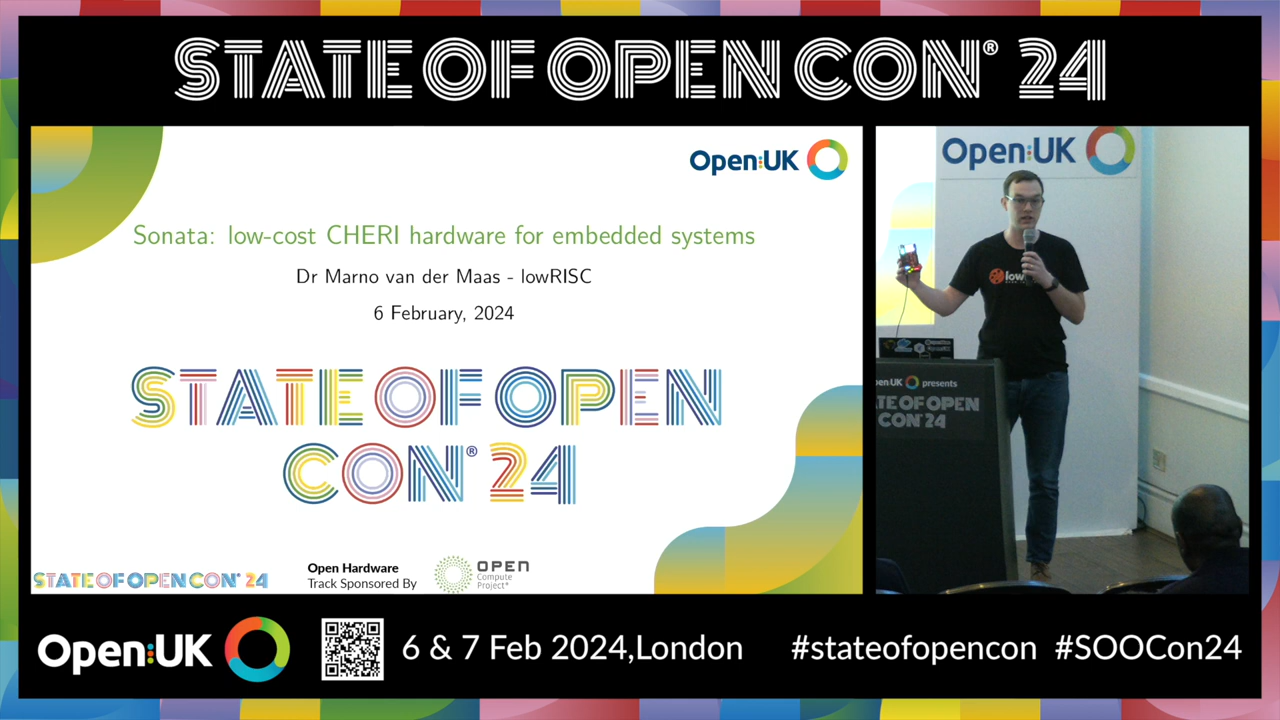 STATE OF OPEN CON® 24
Open:UK
Sonata: low-cost CHERI hardware for embedded systems
Dr Marno van der Maas - lowRISC
6 February, 2024
STATE OF OPEN
CON® 24
STATE OF OPEN CON® 24
Open Hardware
Track Sponsored By
OPEN
Compute
Project®
Open:UK
low
en:UK presents
TE OF OPEN
CON® 24
Open:UK
6 & 7 Feb 2024,London
#stateofopencon #SOOCon24